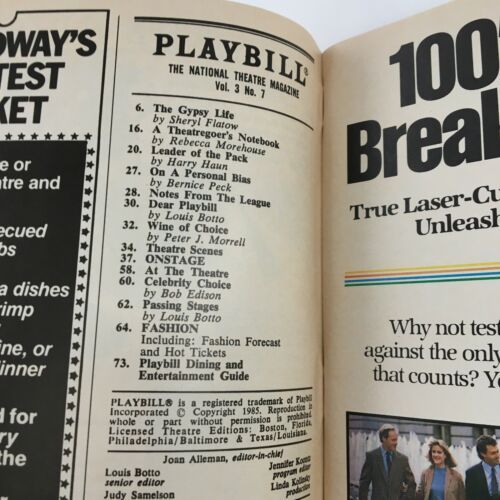 TEST
KET
e or
tre and
ecued
bs
a dishes
rimp
ine, or
dinner
ed for
ry
the
PLAYBILL®
THE NATIONAL THEATRE MAGAZINE
Vol. 3 No. 7
6. The Gypsy Life
by Sheryl Flatow
16. A Theatregoer's Notebook
by Rebecca Morehouse
20. Leader of the Pack
by Harry Haun
27. On A Personal Bias
by Bernice Peck
28. Notes From The League
30. Dear Playbill
by Louis Botto
32. Wine of Choice
by Peter J. Morrell
34. Theatre Scenes
37. ONSTAGE
58. At The Theatre
60. Celebrity Choice
by Bob Edison
62. Passing Stages
by Louis Botto
64. FASHION
Including: Fashion Forecast
and Hot Tickets
73. Playbill Dining and
Entertainment Guide
PLAYBILL® is a registered trademark of Playbill
Incorporated © Copyright 1985. Reproduction in
whole or part without permission is prohibited.
Licensed Theatre Editions: Boston, Florida,
Philadelphia/Baltimore & Texas/Louisiana.
Joan Alleman, editor-in-chief
Louis Botto
senior editor
Judy Samelson
Jennifer
program editor
Linda Kolinsky
100
Break
True Laser-Cu
Unleash
Why not test
against the only
that counts? Yo